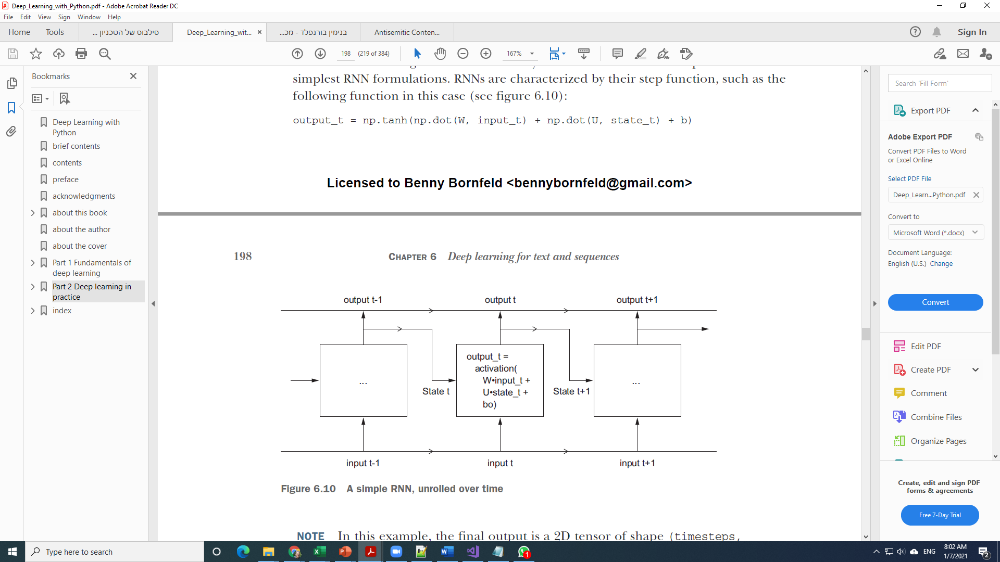 Deep_Learning_with_Python.pdf - Adobe Acrobat Reader DC
File Edit View Sign Window Help
Home Tools סילבוס של הטכניון ... Deep_Learning_wit... בנימין בורנפלד - מכ... Antisemitic Conten... Sign In
198 (219 of 384) 167%
Bookmarks
Deep Learning with
Python
brief contents
contents
preface
acknowledgments
about this book
about the author
about the cover
Part 1 Fundamentals of
deep learning
Part 2 Deep learning in
practice
index
simplest RNN formulations. RNNs are characterized by their step function, such as the
following function in this case (see figure 6.10):
output_t = np.tanh(np.dot(W, input_t) + np.dot(U, state_t) + b)
Licensed to Benny Bornfeld <bennybornfeld@gmail.com>
198 CHAPTER 6 Deep learning for text and sequences
output t-1 output t output t+1
...
output_t =
activation(
W•input_t +
U•state_t +
bo)
...
State t State t+1
input t-1 input t input t+1
Figure 6.10 A simple RNN, unrolled over time
NOTE In this example, the final output is a 2D tensor of shape (timesteps,
Search 'Fill Form'
Export PDF
Adobe Export PDF
Convert PDF Files to Word
or Excel Online
Select PDF File
Deep_Learn...Python.pdf
Convert to
Microsoft Word (*.docx)
Document Language:
English (U.S.) Change
Convert
Edit PDF
Create PDF
Comment
Combine Files
Organize Pages
Create, edit and sign PDF
forms & agreements
Free 7-Day Trial
Type here to search
1
ENG
8:02 AM
1/7/2021
2